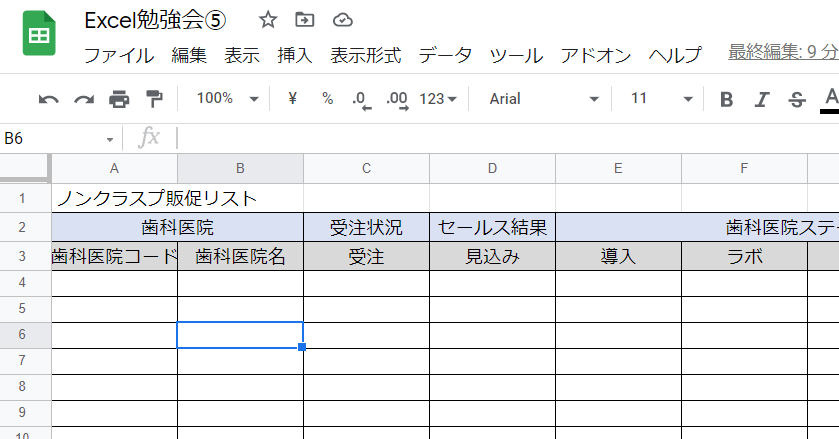 Excel勉強会⑤
ファイル 編集 表示 挿入 表示形式 データ ツール アドオン ヘルプ 最終編集: 9 分
100% ¥ % .0 .00 123 Arial 11 B I S A
B6 fx
A B C D E F
1 ノンクラスプ販促リスト
2 歯科医院 受注状況 セールス結果 歯科医院ステー
3 歯科医院コード 歯科医院名 受注 見込み 導入 ラボ
4
5
6
7
8
9
10